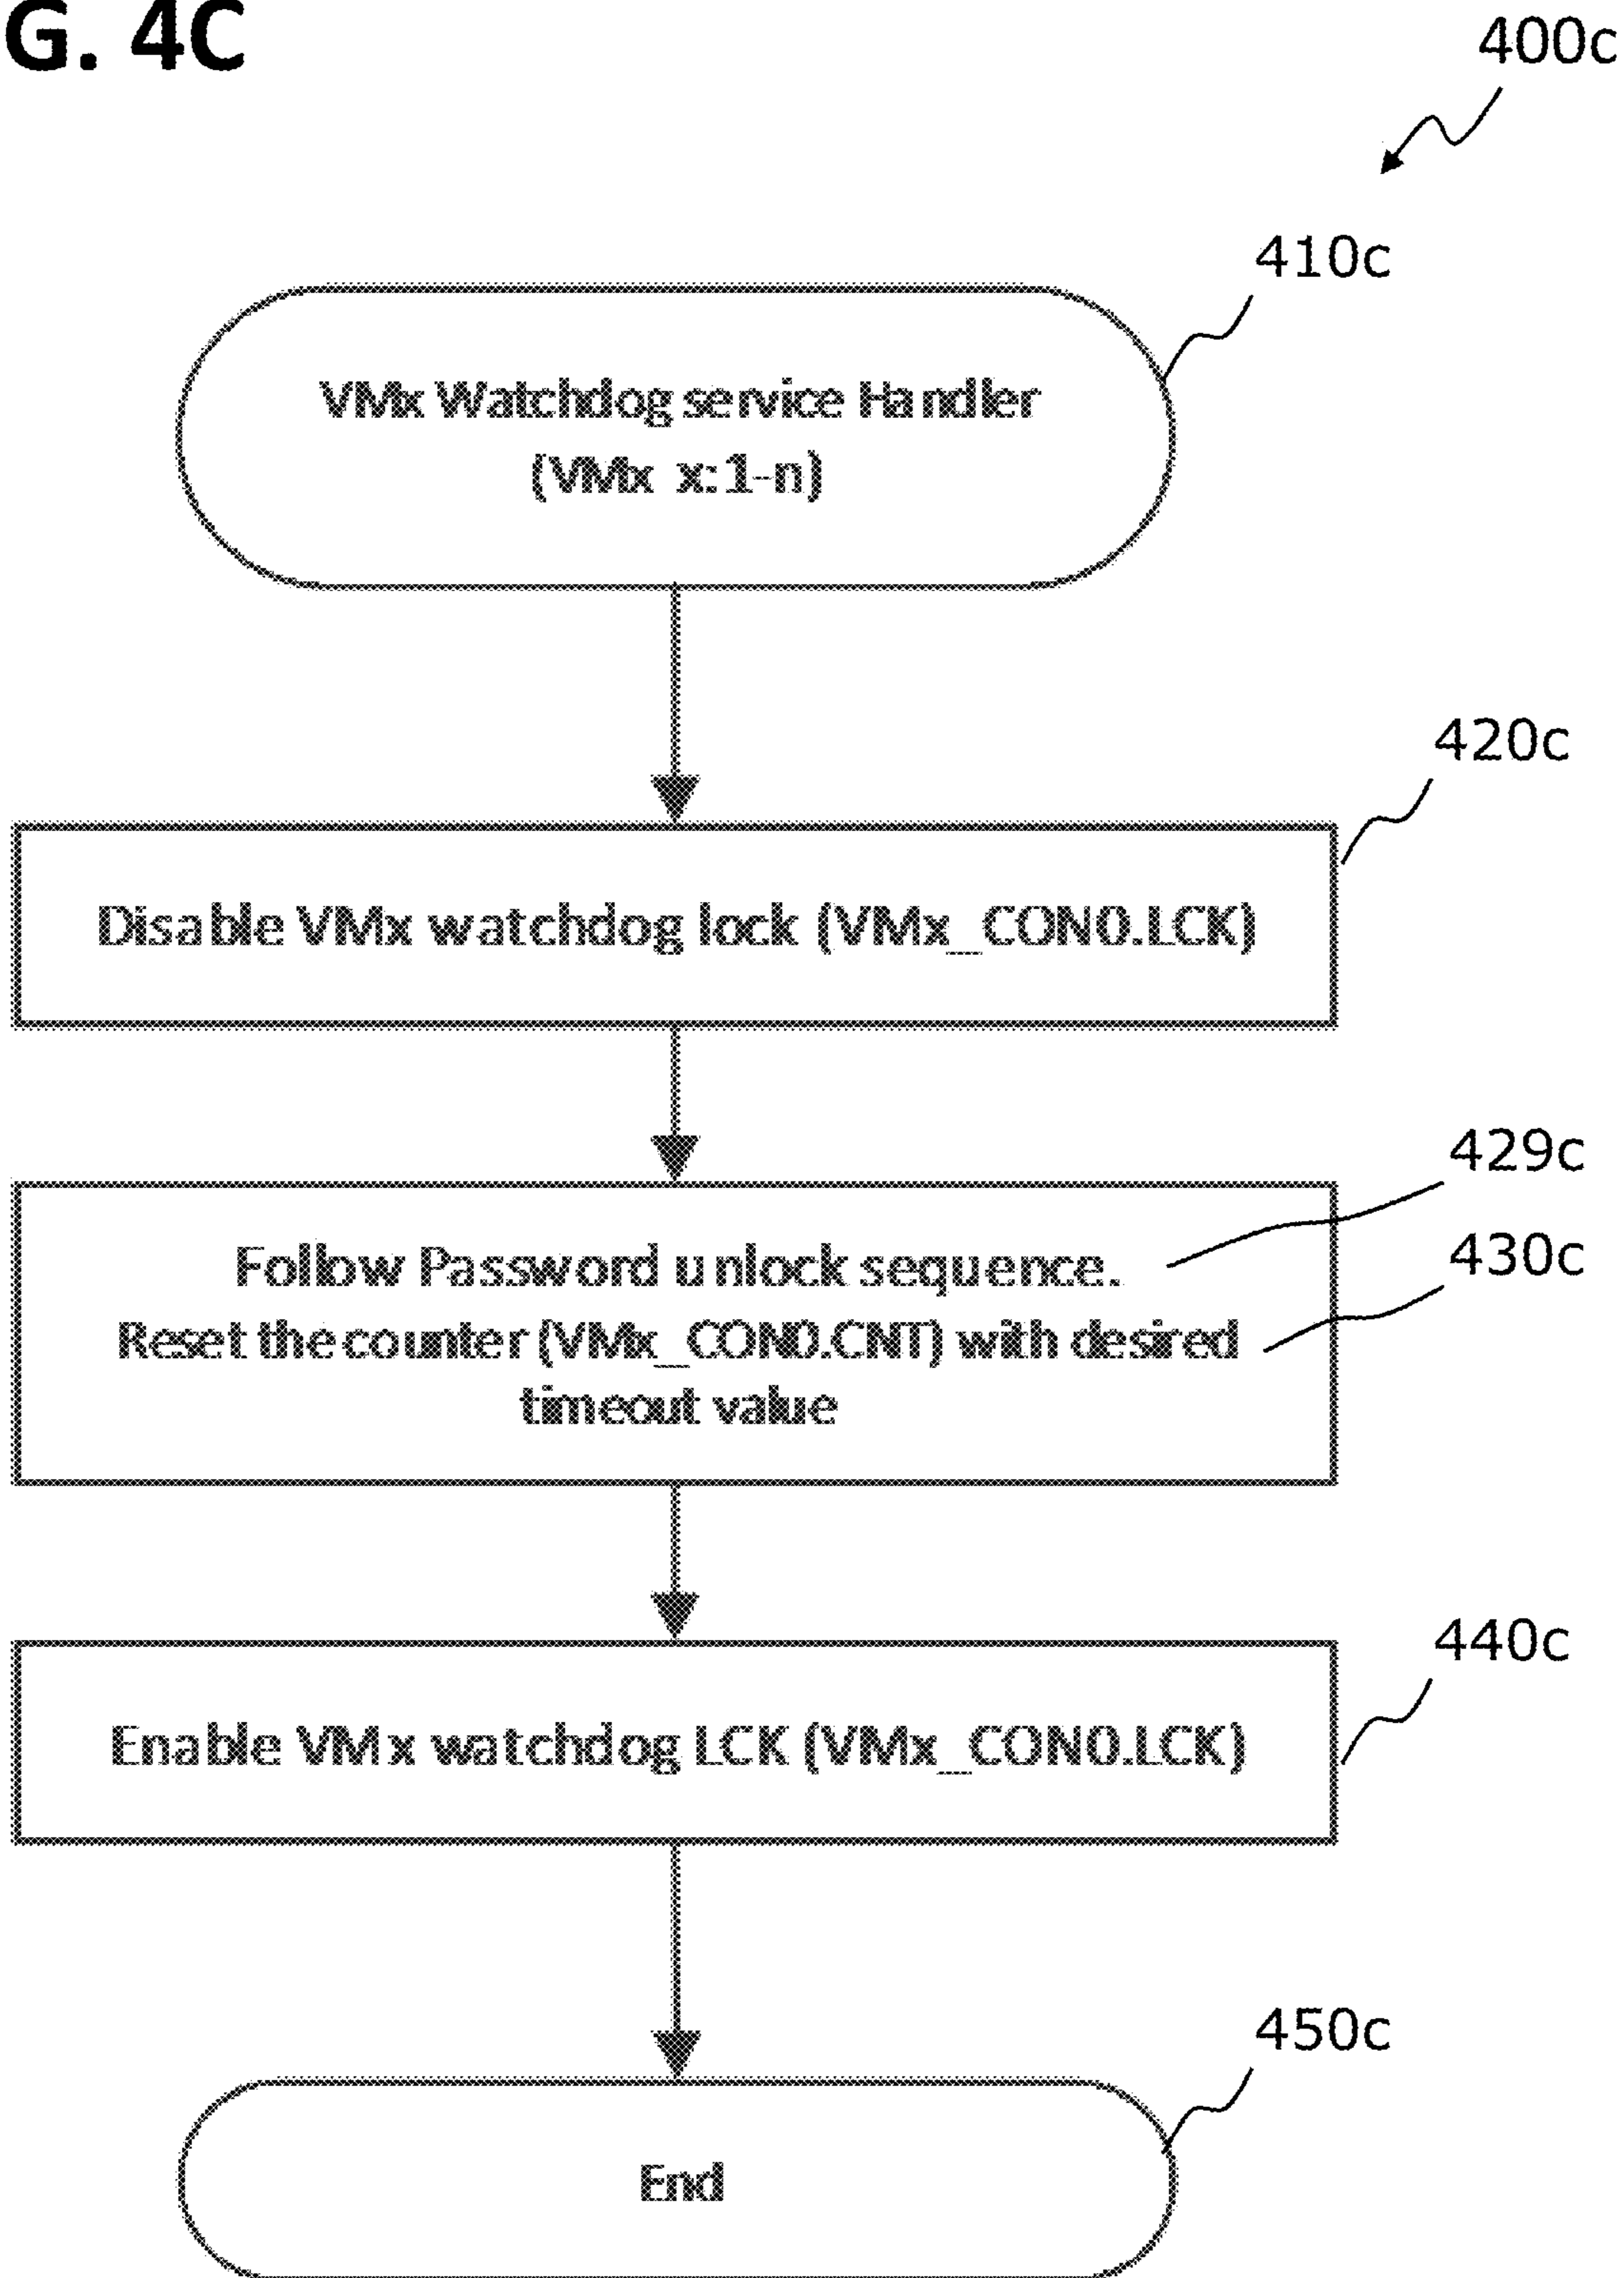 G. 4C
400c
410c
VMx Watchdog service Handler
(VMx x:1-n)
420c
Disable VMx watchdog lock (VMx_CON0.LCK)
429c
Follow Password unlock sequence.
430c
Reset the counter (VMx_CON0.CNT) with desired
timeout value
440c
Enable VMx watchdog LCK (VMx_CON0.LCK)
450c
End